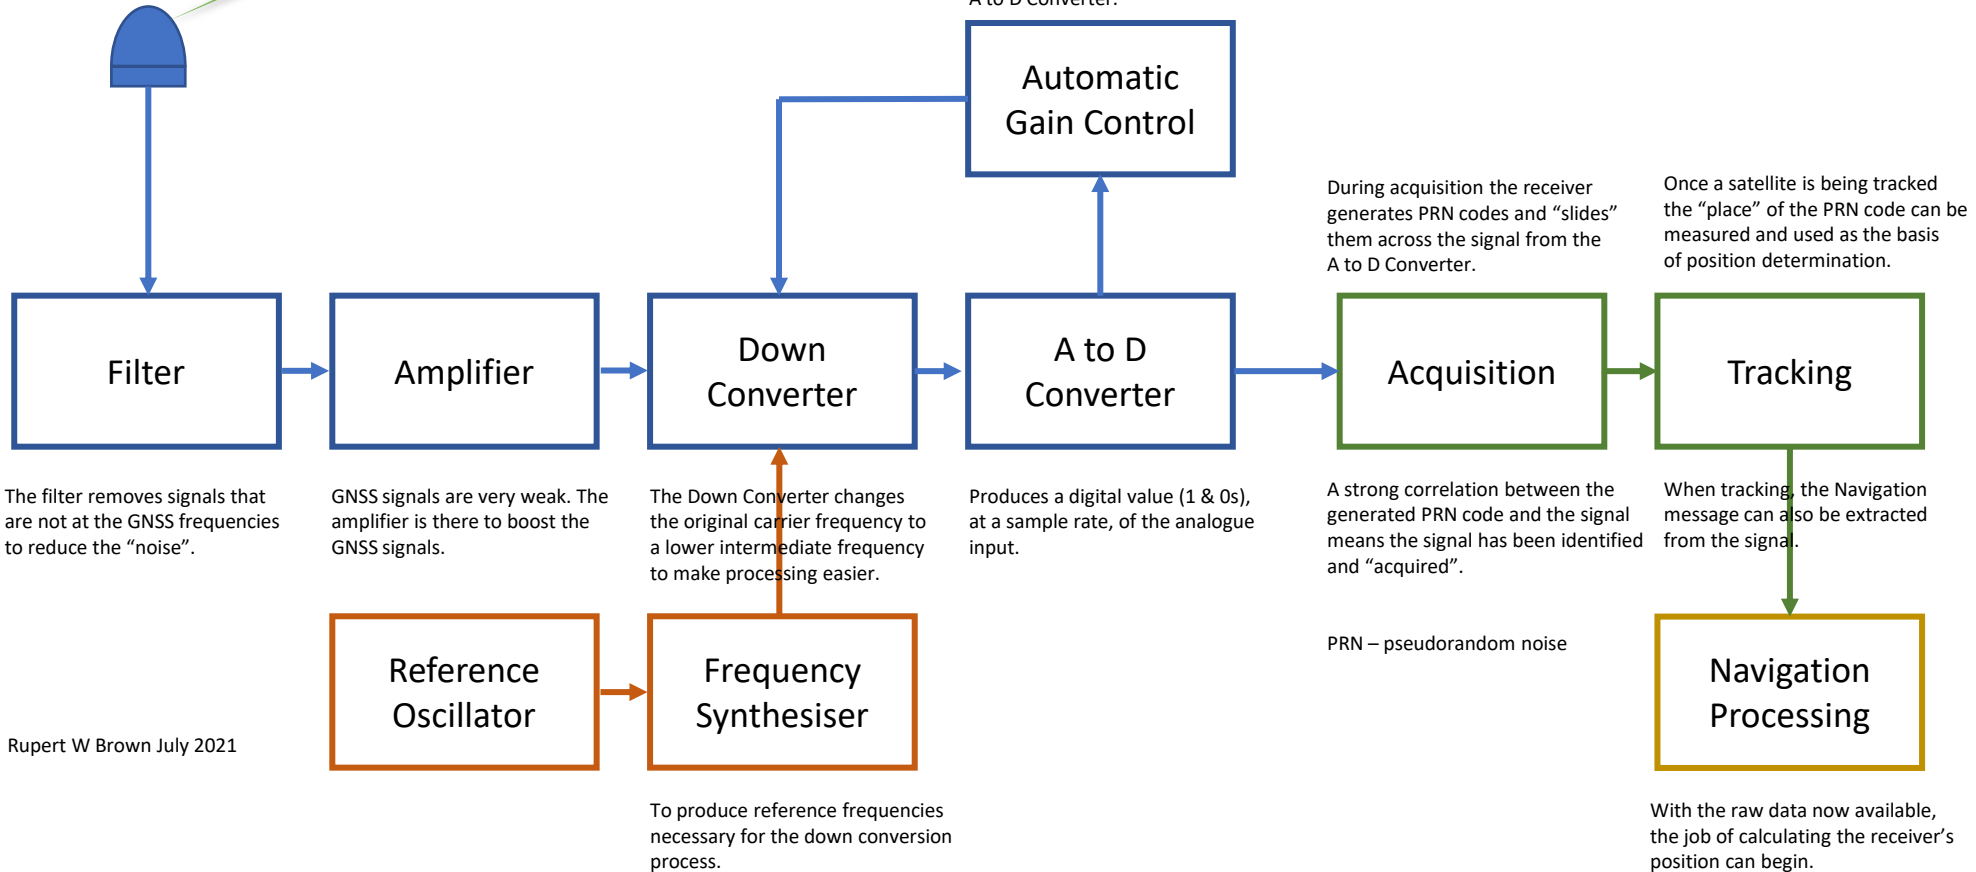 A to D Converter.
Automatic
Gain Control
During acquisition the receiver
generates PRN codes and “slides”
them across the signal from the
A to D Converter.
Once a satellite is being tracked
the “place” of the PRN code can be
measured and used as the basis
of position determination.
Filter
Amplifier
Down
Converter
A to D
Converter
Acquisition
Tracking
The filter removes signals that
are not at the GNSS frequencies
to reduce the “noise”.
GNSS signals are very weak. The
amplifier is there to boost the
GNSS signals.
The Down Converter changes
the original carrier frequency to
a lower intermediate frequency
to make processing easier.
Produces a digital value (1 & 0s),
at a sample rate, of the analogue
input.
A strong correlation between the
generated PRN code and the signal
means the signal has been identified
and “acquired”.
When tracking, the Navigation
message can also be extracted
from the signal.
Reference
Oscillator
Frequency
Synthesiser
PRN – pseudorandom noise
Navigation
Processing
Rupert W Brown July 2021
To produce reference frequencies
necessary for the down conversion
process.
With the raw data now available,
the job of calculating the receiver’s
position can begin.